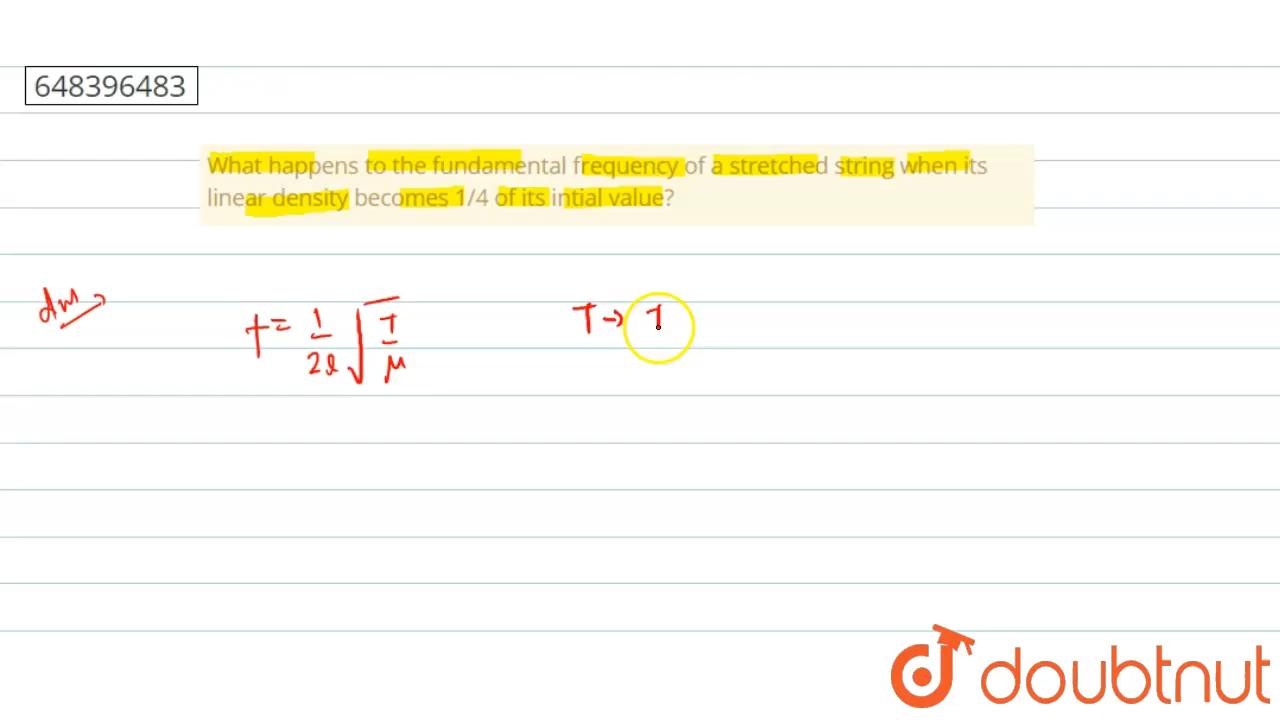 648396483
What happens to the fundamental frequency of a stretched string when its
linear density becomes 1/4 of its intial value?
f = 1/2l √T/μ
T → T
doubtnut